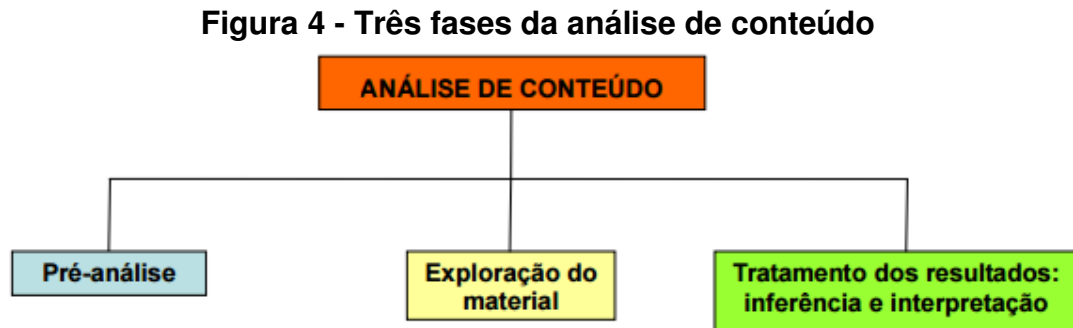 Figura 4 - Três fases da análise de conteúdo
ANÁLISE DE CONTEÚDO
Pré-análise
Exploração do
material
Tratamento dos resultados:
inferência e interpretação